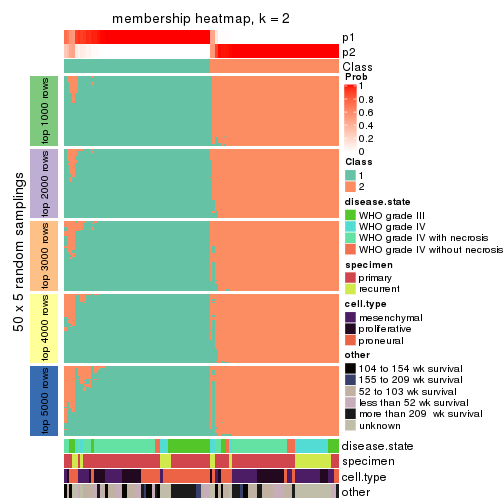 membership heatmap, k = 2
p1
p2
Class
50 x 5 random samplings
top 1000 rows
top 2000 rows
top 3000 rows
top 4000 rows
top 5000 rows
Prob
1
0.8
0.6
0.4
0.2
0
Class
1
2
disease.state
WHO grade III
WHO grade IV
WHO grade IV with necrosis
WHO grade IV without necrosis
specimen
primary
recurrent
cell.type
mesenchymal
proliferative
proneural
other
104 to 154 wk survival
155 to 209 wk survival
52 to 103 wk survival
less than 52 wk survival
more than 209  wk survival
unknown
disease.state
specimen
cell.type
other